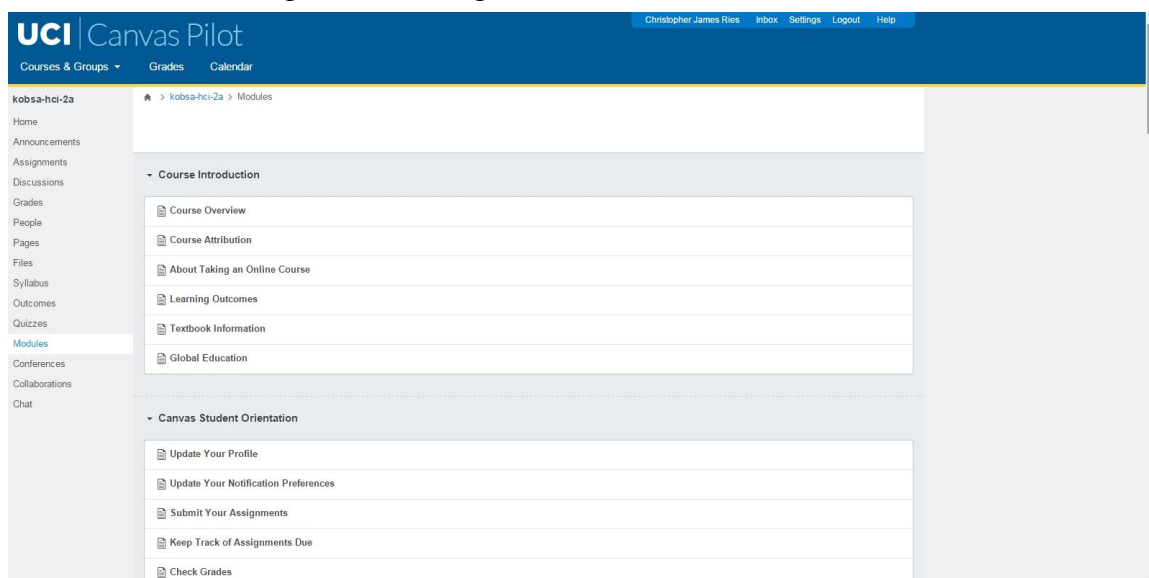 UCI | Canvas Pilot
Christopher James Ries Inbox Settings Logout Help
Courses & Groups Grades Calendar
kobsa-hci-2a
Home
Announcements
Assignments
Discussions
Grades
People
Pages
Files
Syllabus
Outcomes
Quizzes
Modules
Conferences
Collaborations
Chat
> kobsa-hci-2a > Modules
Course Introduction
Course Overview
Course Attribution
About Taking an Online Course
Learning Outcomes
Textbook Information
Global Education
Canvas Student Orientation
Update Your Profile
Update Your Notification Preferences
Submit Your Assignments
Keep Track of Assignments Due
Check Grades